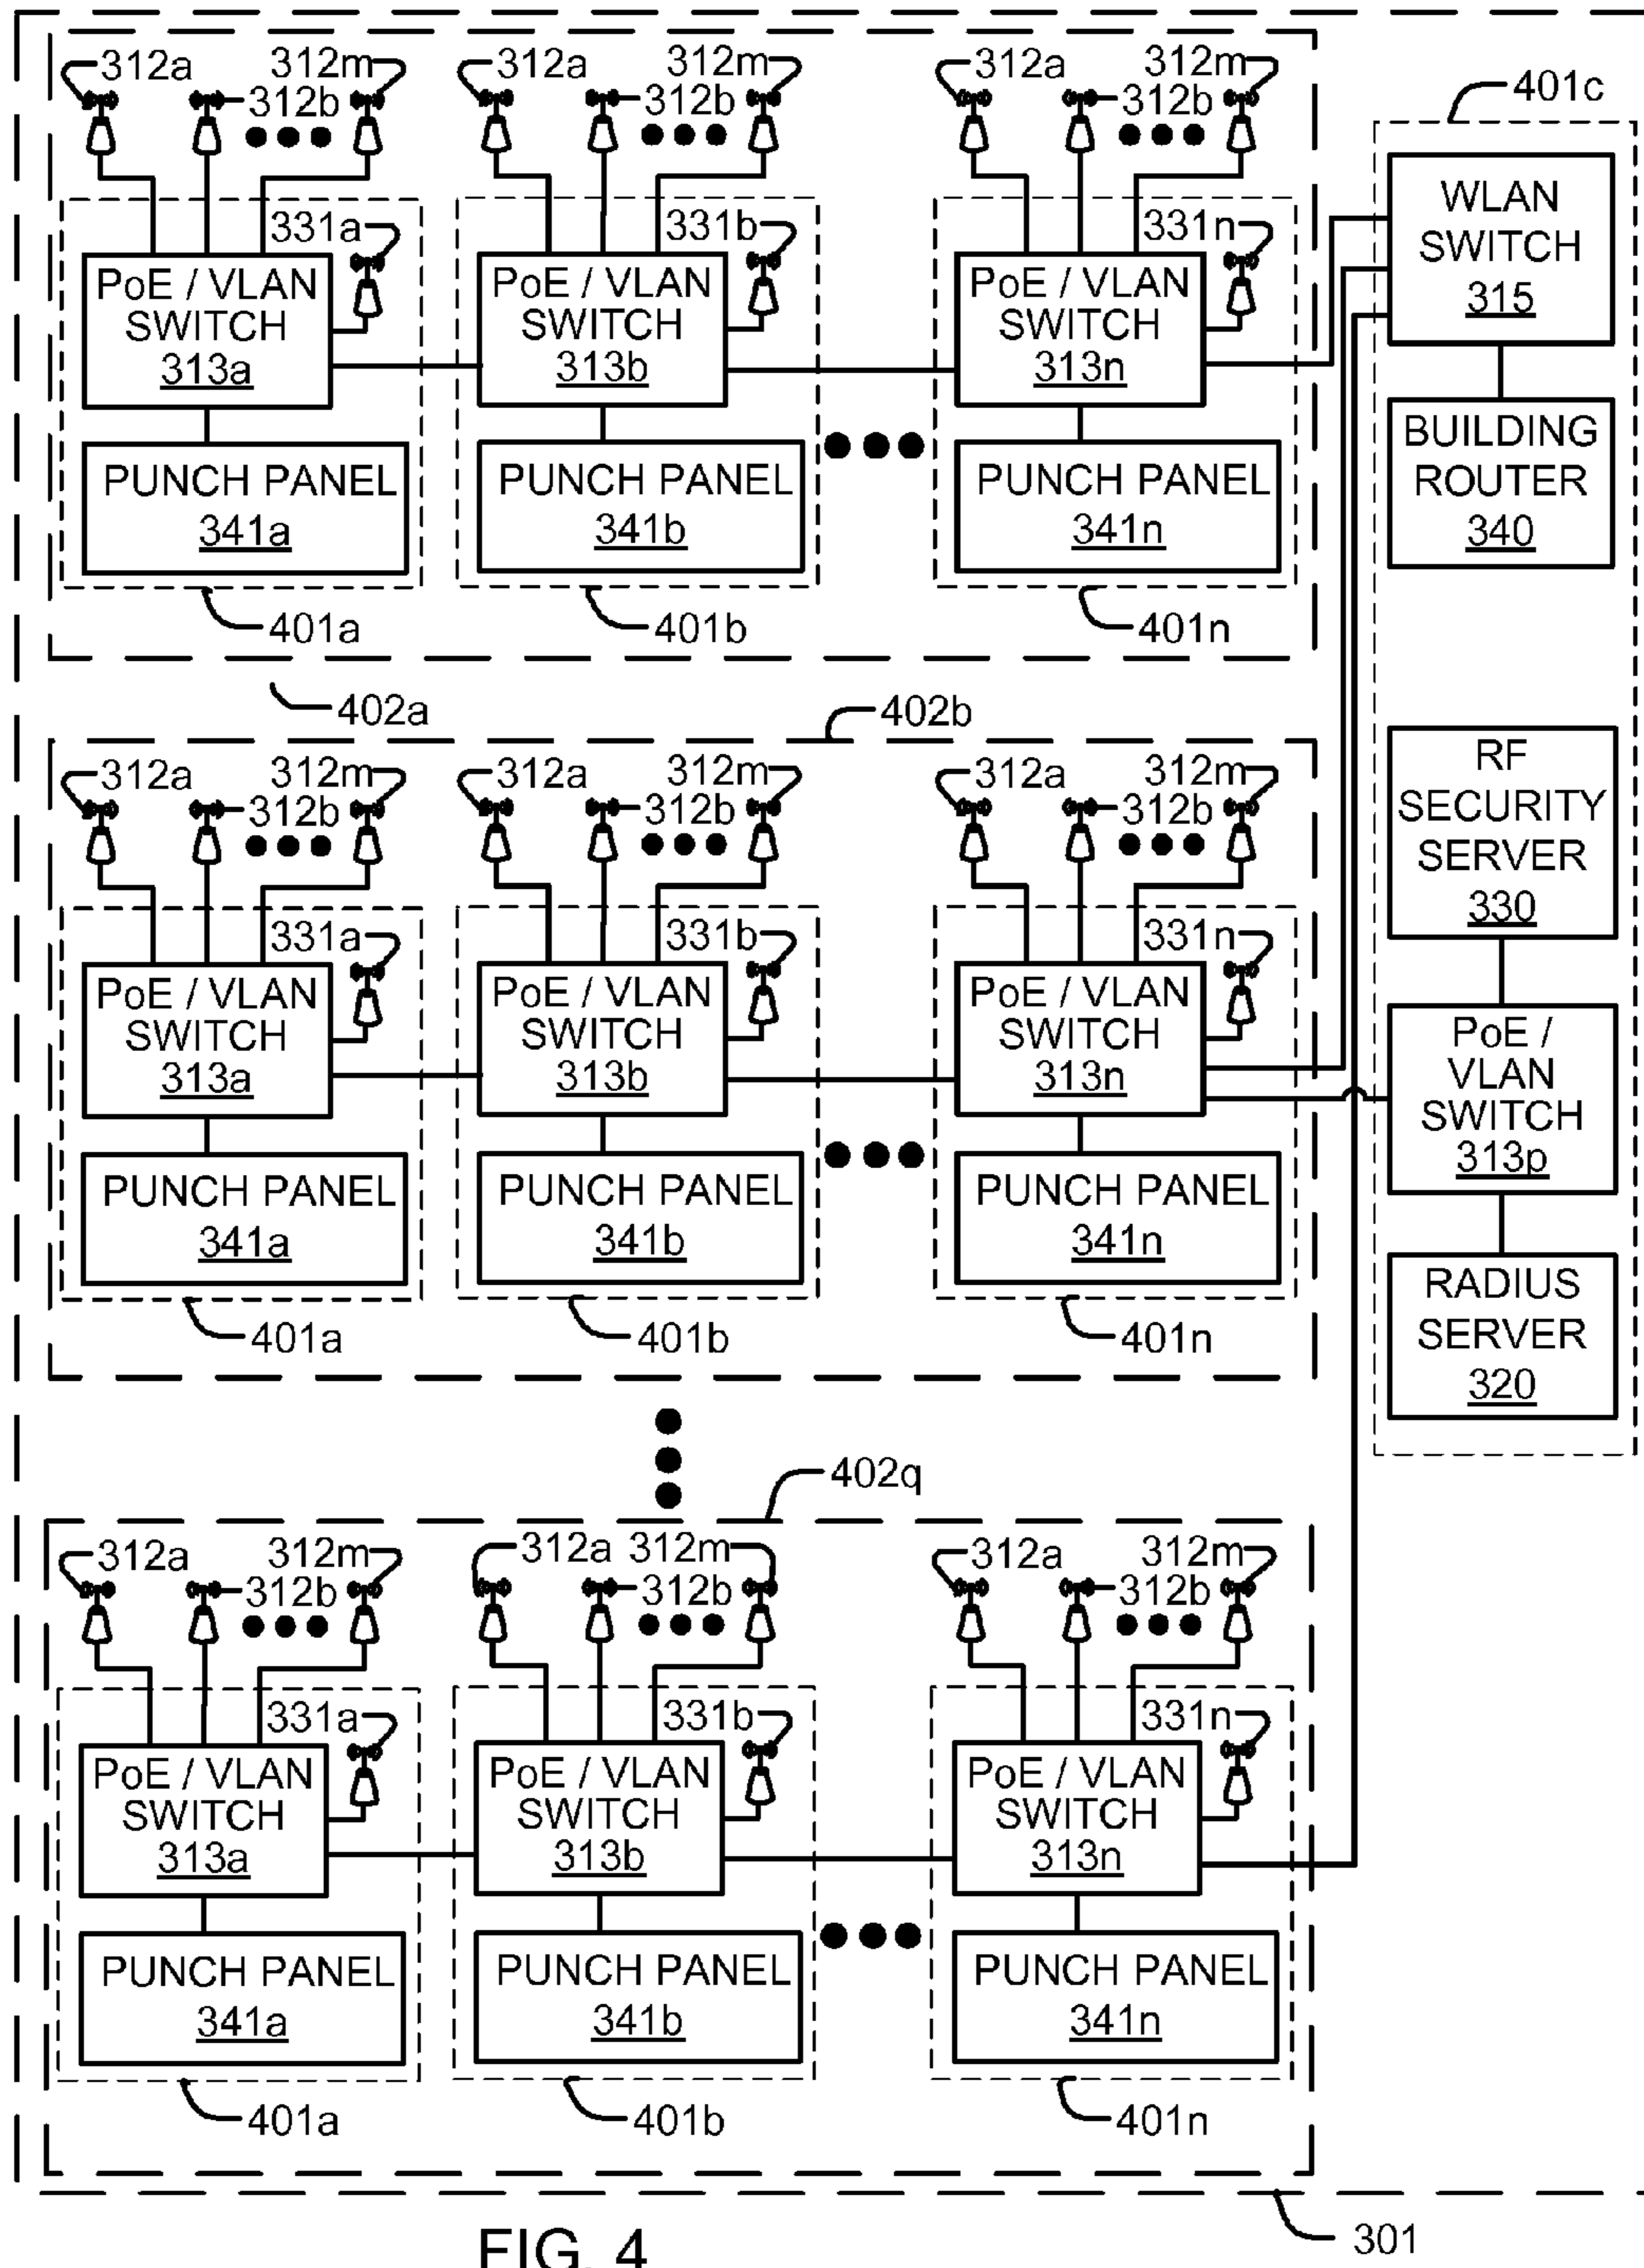 312a 312m 312a 312m 312a 312m
312b 312b 312b
401c
331a 331b 331n
PoE / VLAN
SWITCH
313a
PoE / VLAN
SWITCH
313b
PoE / VLAN
SWITCH
313n
WLAN
SWITCH
315
PUNCH PANEL
341a
PUNCH PANEL
341b
PUNCH PANEL
341n
BUILDING
ROUTER
340
401a 401b 401n
402a 402b
312a 312m 312a 312m 312a 312m
312b 312b 312b
331a 331b 331n
PoE / VLAN
SWITCH
313a
PoE / VLAN
SWITCH
313b
PoE / VLAN
SWITCH
313n
RF
SECURITY
SERVER
330
PoE /
VLAN
SWITCH
313p
PUNCH PANEL
341a
PUNCH PANEL
341b
PUNCH PANEL
341n
RADIUS
SERVER
320
401a 401b 401n
402q
312a 312m 312a 312m 312a 312m
312b 312b 312b
331a 331b 331n
PoE / VLAN
SWITCH
313a
PoE / VLAN
SWITCH
313b
PoE / VLAN
SWITCH
313n
PUNCH PANEL
341a
PUNCH PANEL
341b
PUNCH PANEL
341n
401a 401b 401n
301
FIG. 4